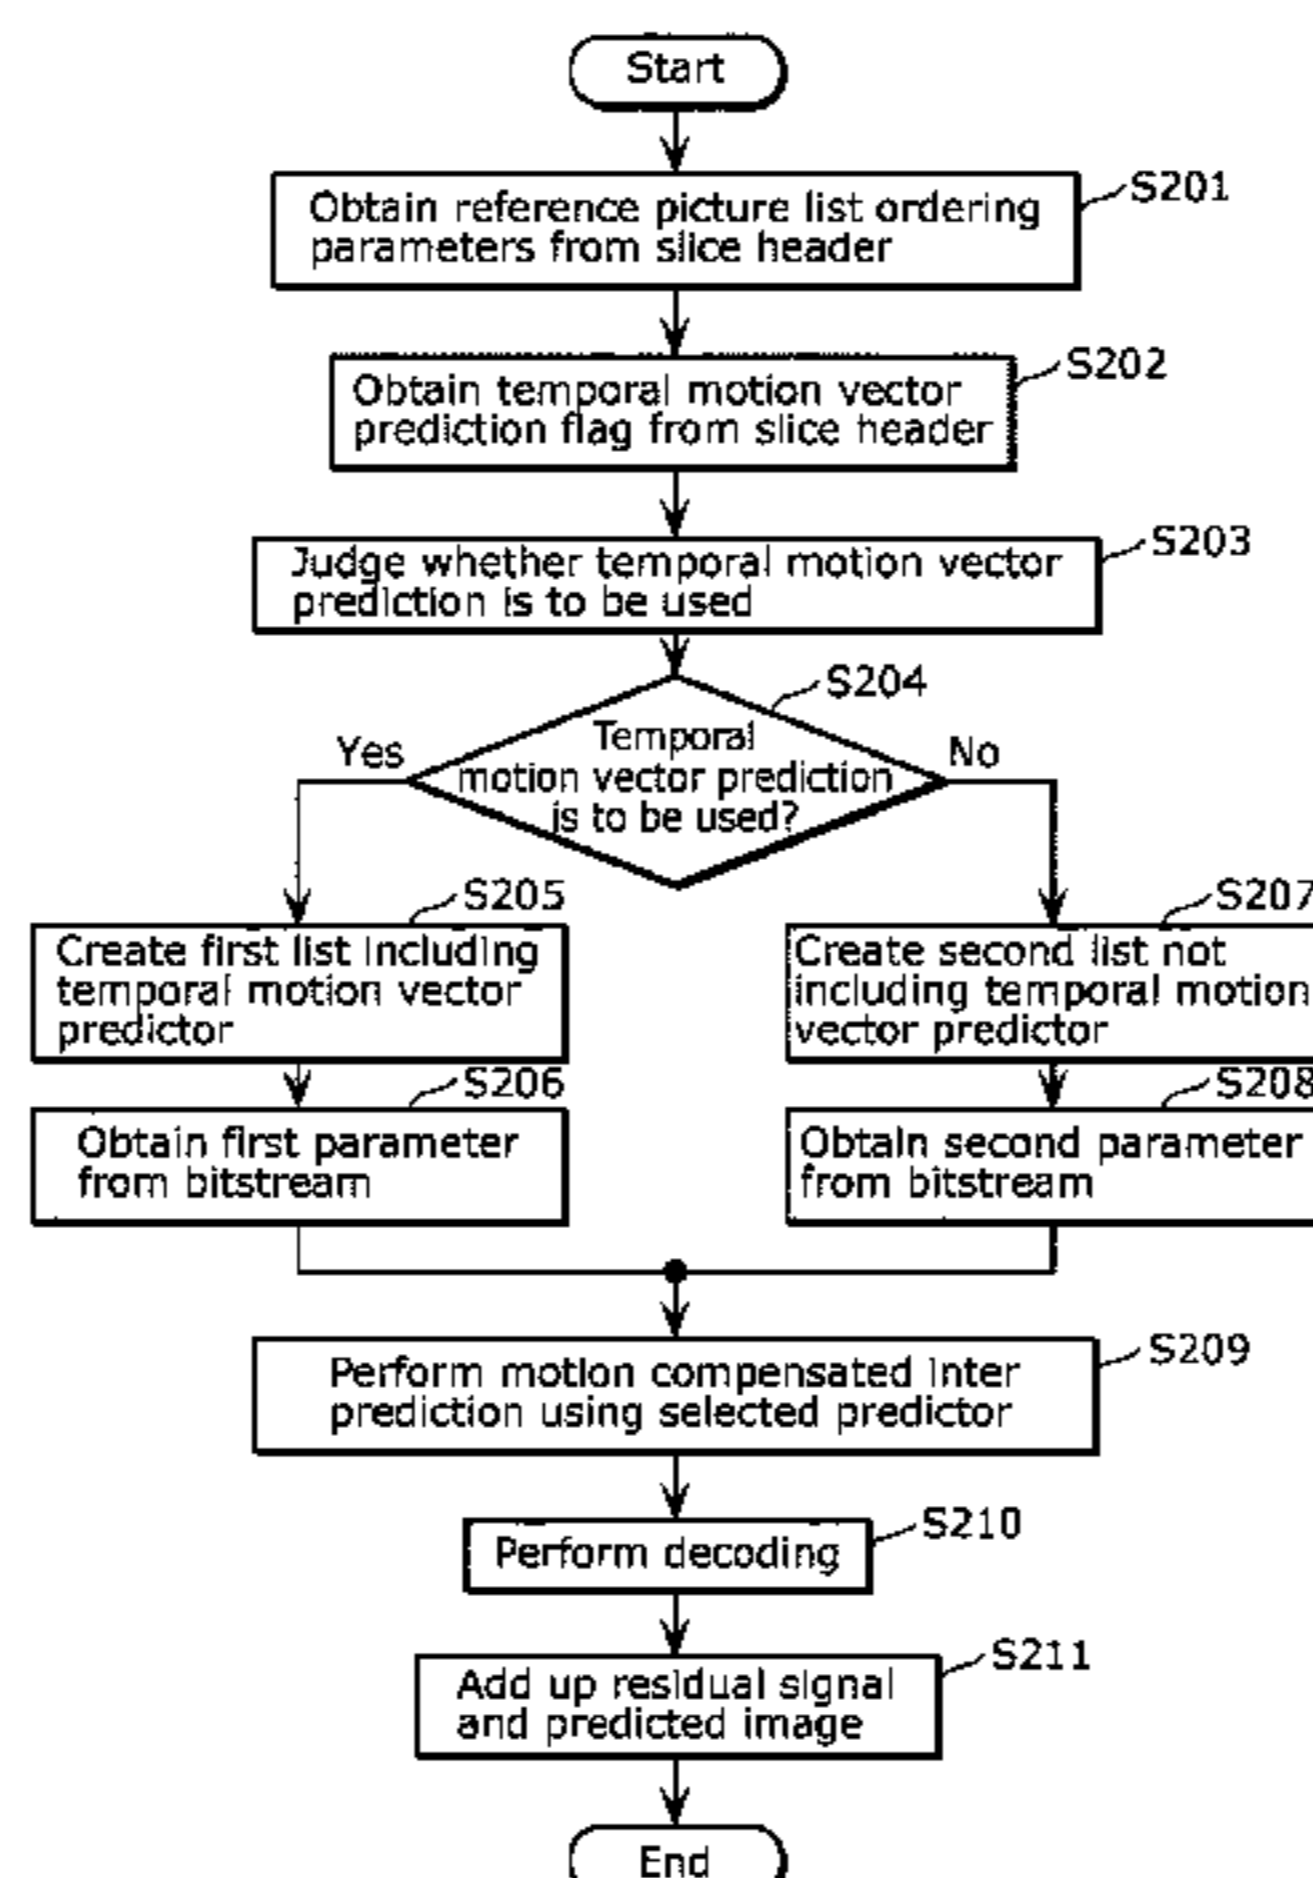 Start
S201
Obtain reference picture list ordering
parameters from slice header
S202
Obtain temporal motion vector
prediction flag from slice header
S203
Judge whether temporal motion vector
prediction is to be used
S204
Temporal
motion vector prediction
is to be used?
Yes
No
S205
Create first list including
temporal motion vector
predictor
S206
Obtain first parameter
from bitstream
S207
Create second list not
including temporal motion
vector predictor
S208
Obtain second parameter
from bitstream
S209
Perform motion compensated inter
prediction using selected predictor
S210
Perform decoding
S211
Add up residual signal
and predicted image
End